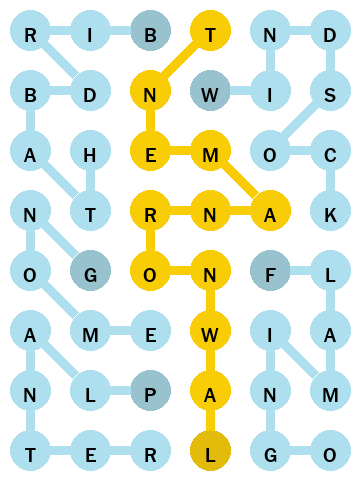 R I B T N D
B D N W I S
A H E M O C
N T R N A K
O G O N F L
A M E W I A
N L P A N M
T E R L G O